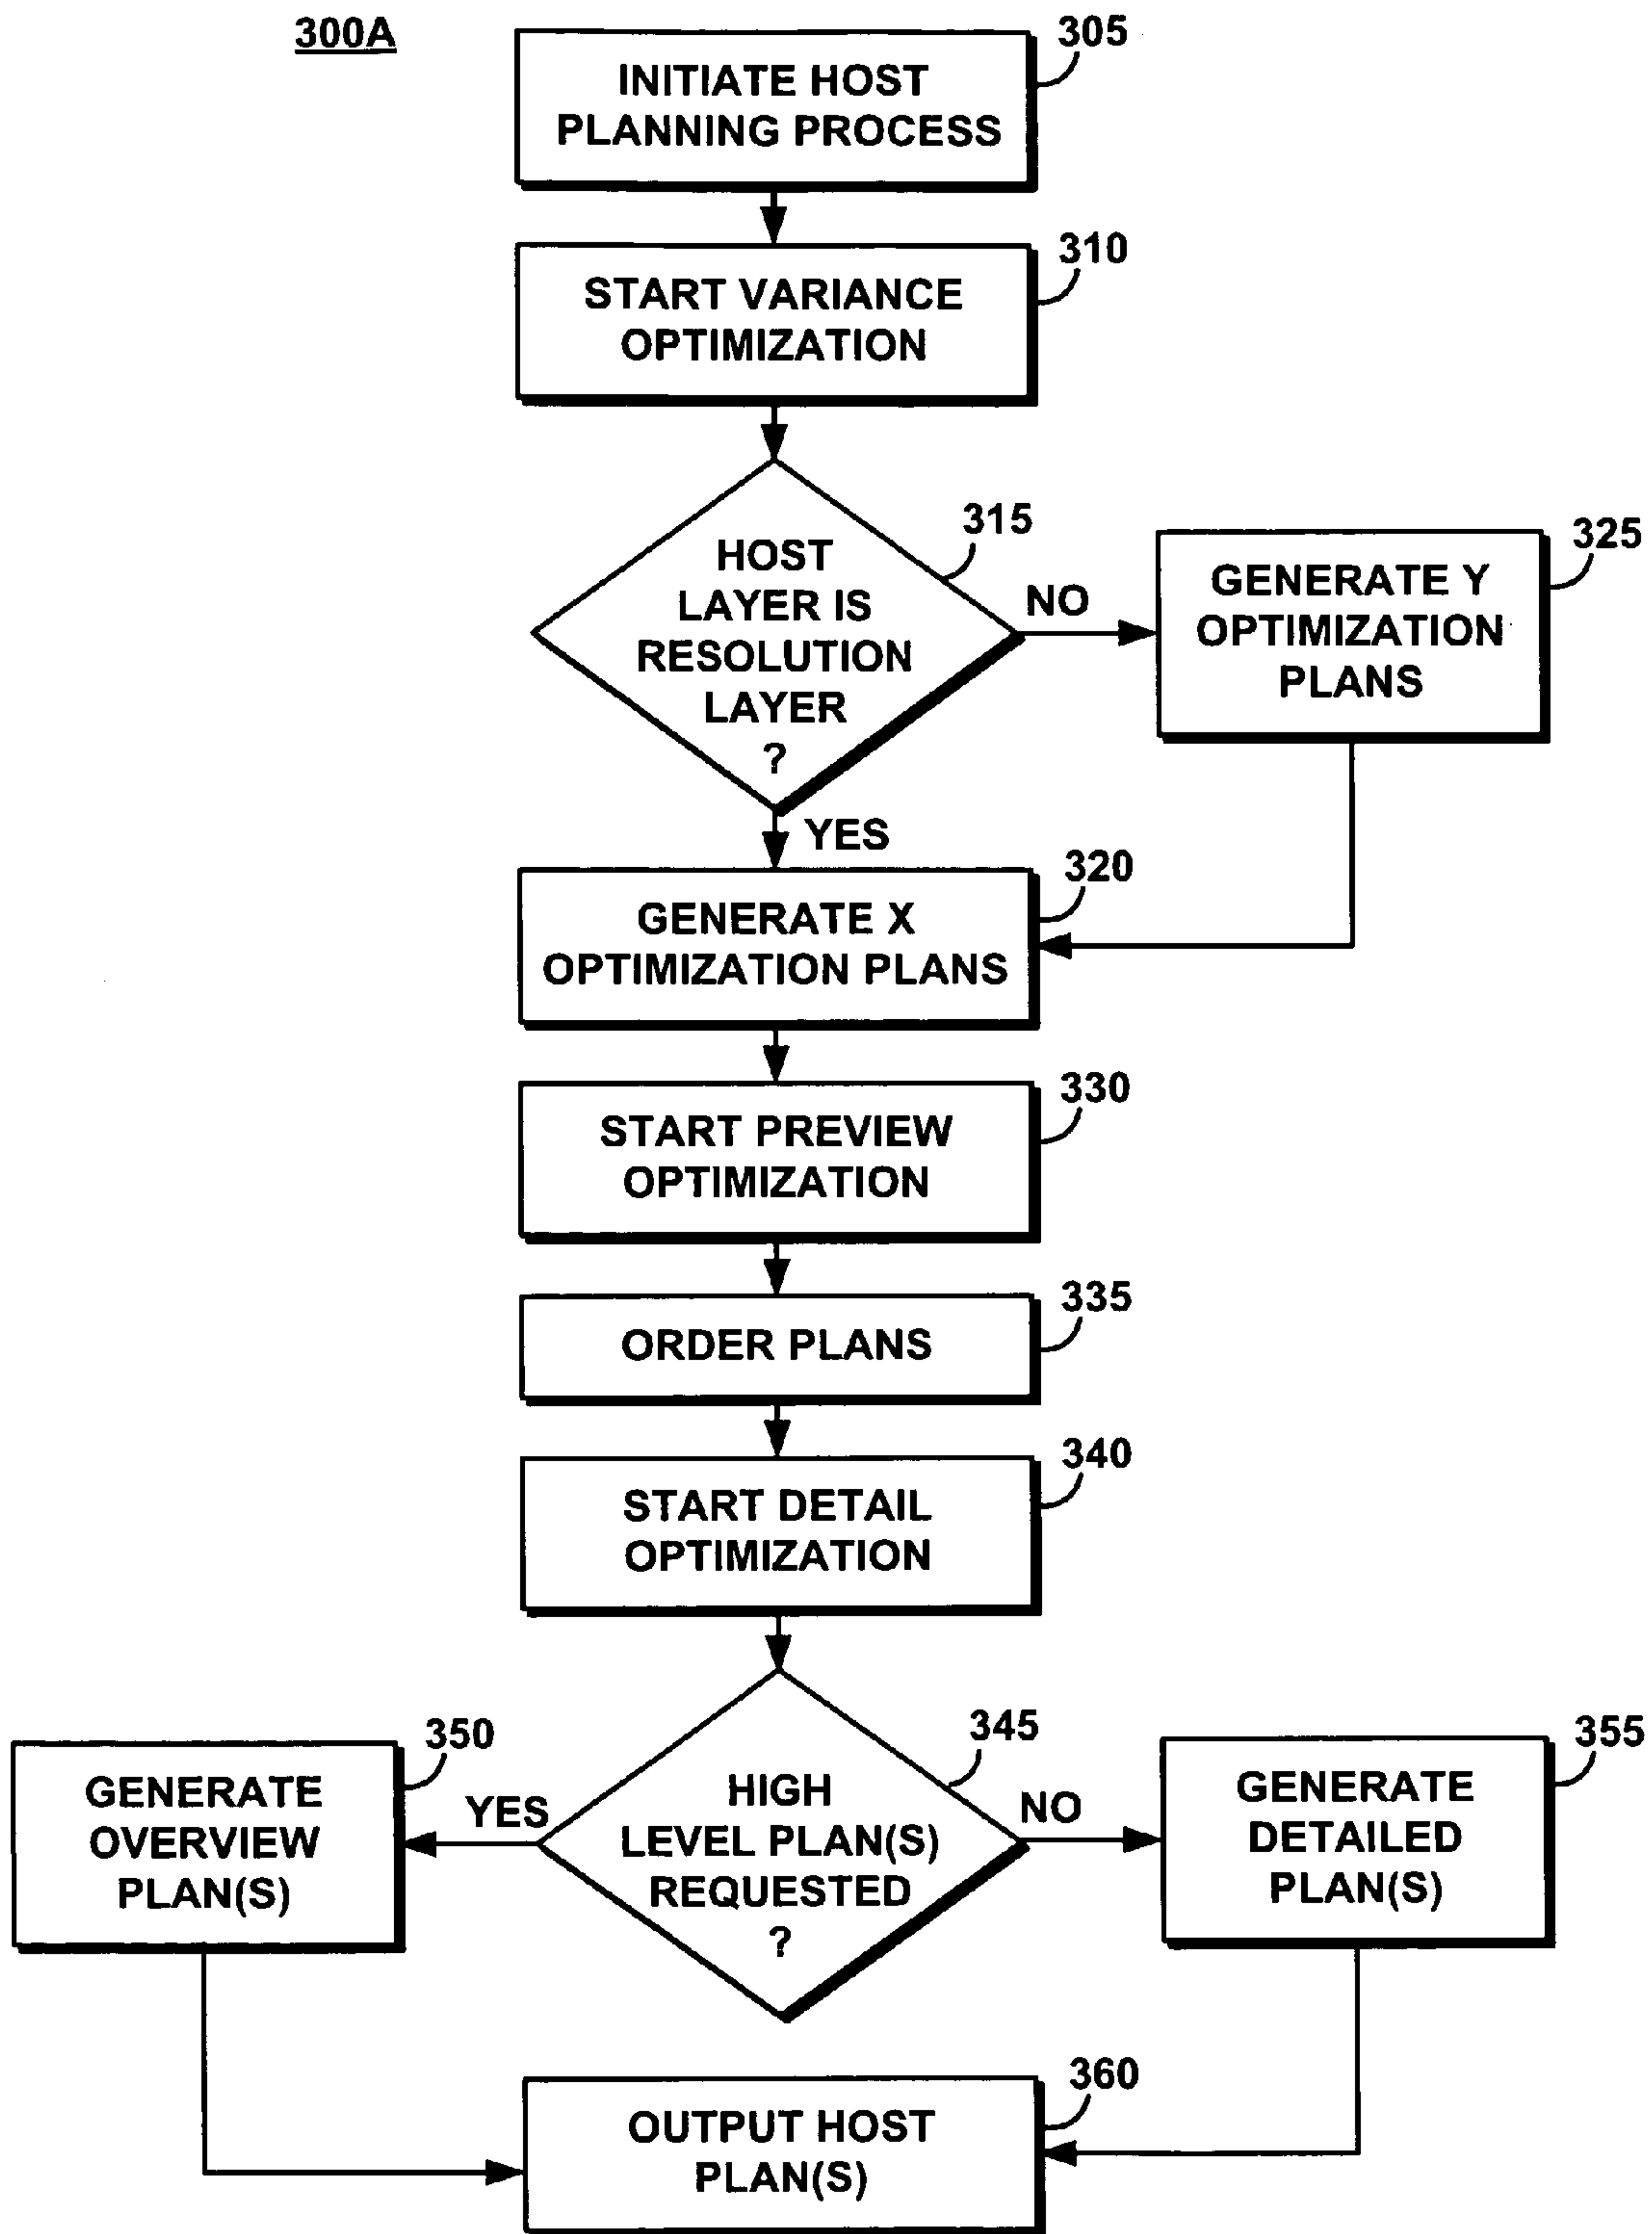 300A
305
INITIATE HOST
PLANNING PROCESS
310
START VARIANCE
OPTIMIZATION
315
HOST
LAYER IS
RESOLUTION
LAYER
?
NO
325
GENERATE Y
OPTIMIZATION
PLANS
YES
320
GENERATE X
OPTIMIZATION PLANS
330
START PREVIEW
OPTIMIZATION
335
ORDER PLANS
340
START DETAIL
OPTIMIZATION
345
HIGH
LEVEL PLAN(S)
REQUESTED
?
YES
350
GENERATE
OVERVIEW
PLAN(S)
NO
355
GENERATE
DETAILED
PLAN(S)
360
OUTPUT HOST
PLAN(S)